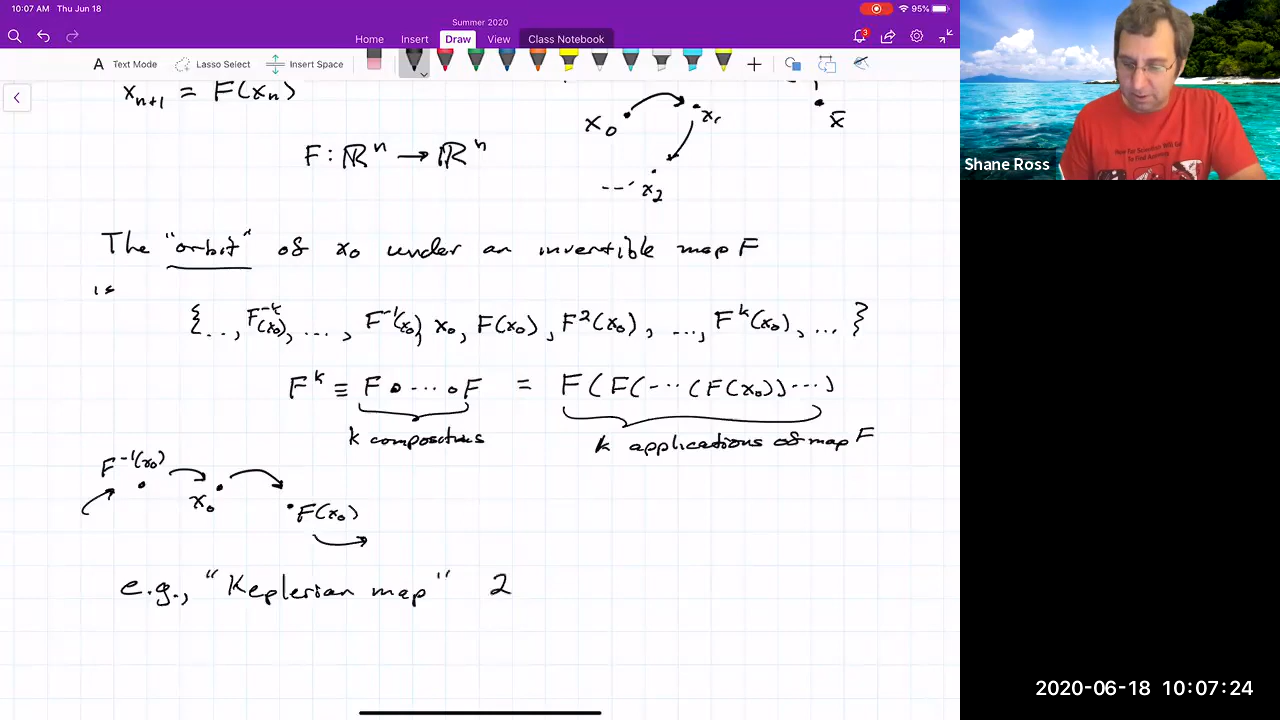 10:07 AM Thu Jun 18
95%
Summer 2020
Home Insert Draw View Class Notebook
3
A Text Mode Lasso Select Insert Space
x_{n+1} = F(x_n)
x_0 x_1 x̄
F: ℝ^n → ℝ^n
--- x_2
The "orbit" of x_0 under an invertible map F
is
{..., F^{-k}(x_0), ..., F^{-1}(x_0), x_0, F(x_0), F^2(x_0), ..., F^k(x_0), ...}
F^k ≡ F ∘ ··· ∘ F = F(F(···(F(x_0))···)
k compositions k applications of map F
F^{-1}(x_0)
x_0
F(x_0)
e.g., "Keplerian map" 2
Shane Ross
2020-06-18 10:07:24